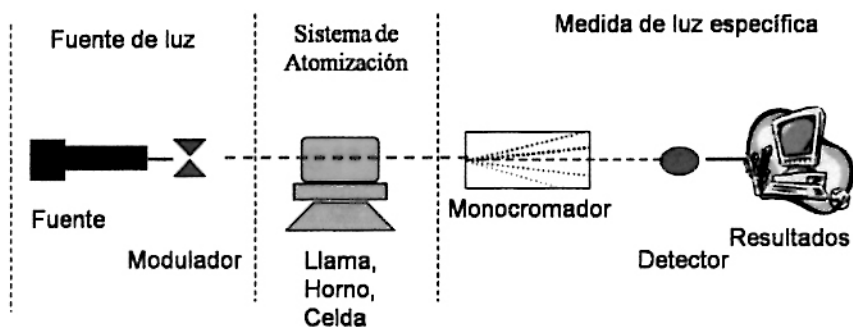 Fuente de luz
Sistema de
Atomización
Medida de luz específica
Fuente
Modulador
Llama,
Horno,
Celda
Monocromador
Detector
Resultados